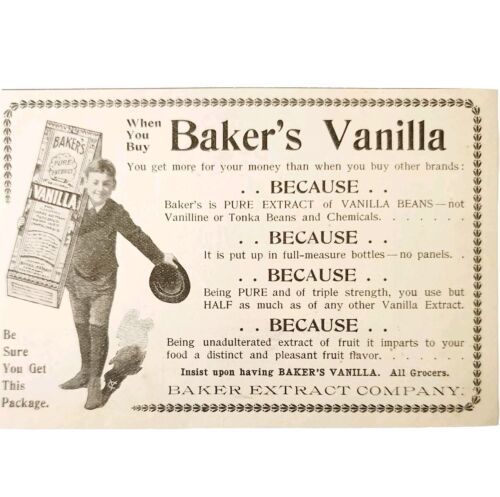 When
You
Buy
Baker's Vanilla
You get more for your money than when you buy other brands:
. . BECAUSE . .
Baker's is PURE EXTRACT of VANILLA BEANS—not
Vanilline or Tonka Beans and Chemicals. . . . . . .
. . BECAUSE . .
It is put up in full-measure bottles—no panels. .
. . BECAUSE . .
Being PURE and of triple strength, you use but
HALF as much as of any other Vanilla Extract.
. . BECAUSE . .
Being unadulterated extract of fruit it imparts to your
food a distinct and pleasant fruit flavor. . . . . . . . .
Insist upon having BAKER'S VANILLA. All Grocers.
BAKER EXTRACT COMPANY.
BAKER'S
PURE
EXTRACT
VANILLA
Be
Sure
You Get
This
Package.